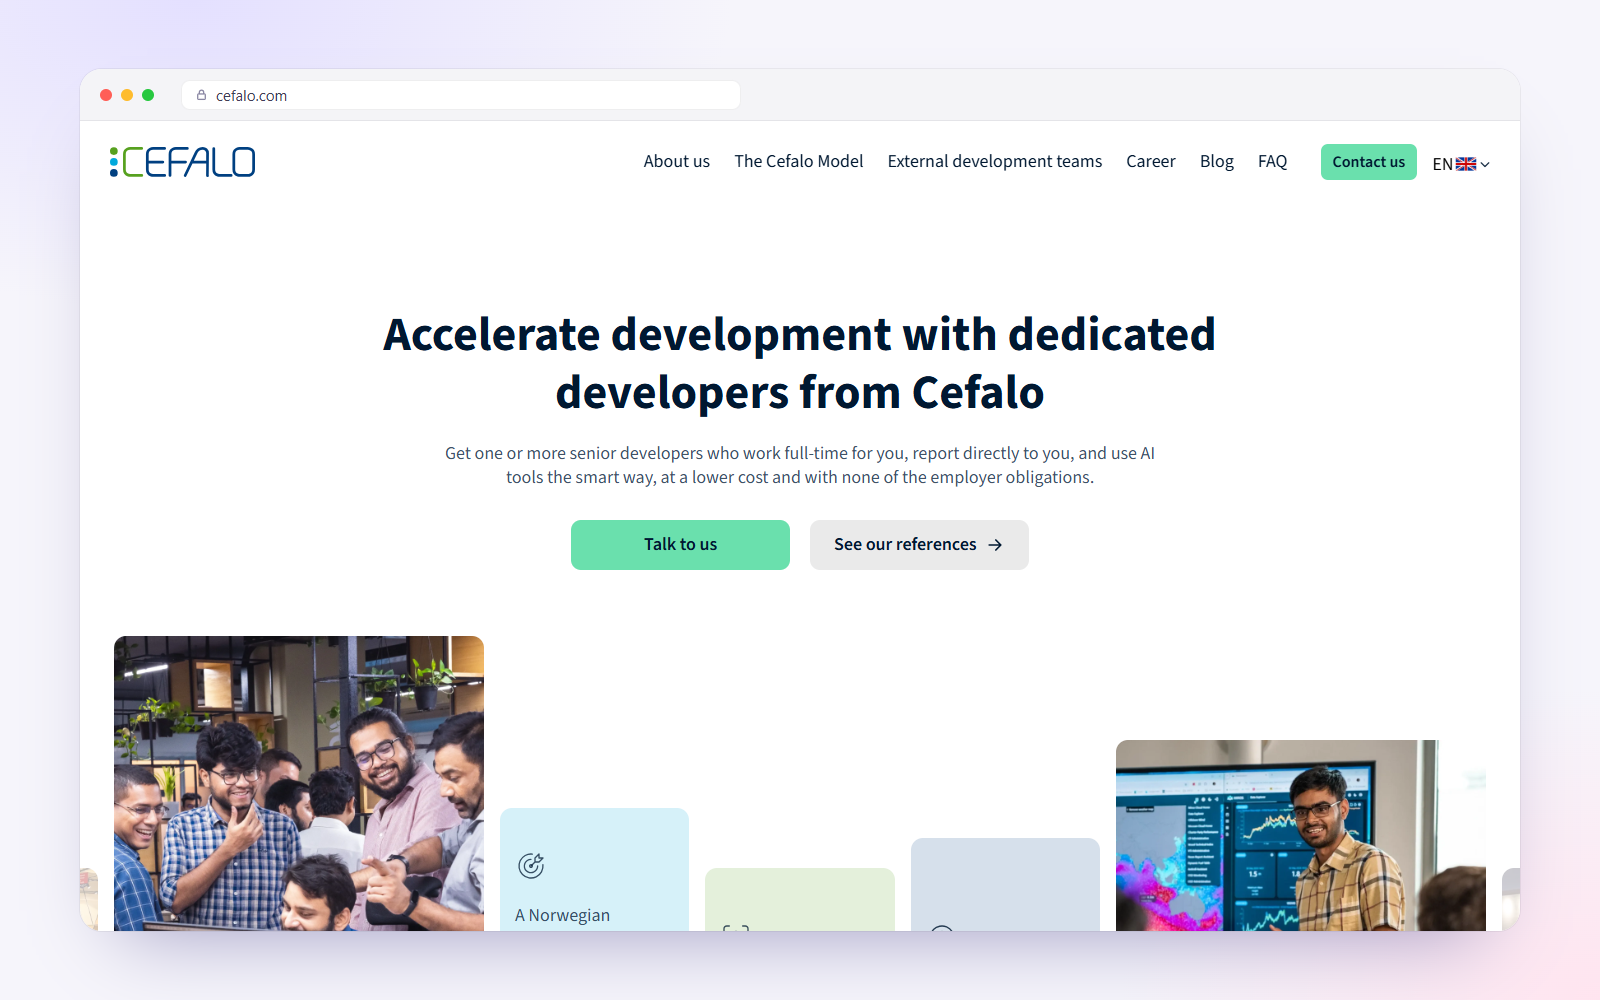 cefalo.com
CEFALO
About us
The Cefalo Model
External development teams
Career
Blog
FAQ
Contact us
EN
Accelerate development with dedicated
developers from Cefalo
Get one or more senior developers who work full-time for you, report directly to you, and use AI
tools the smart way, at a lower cost and with none of the employer obligations.
Talk to us
See our references
A Norwegian